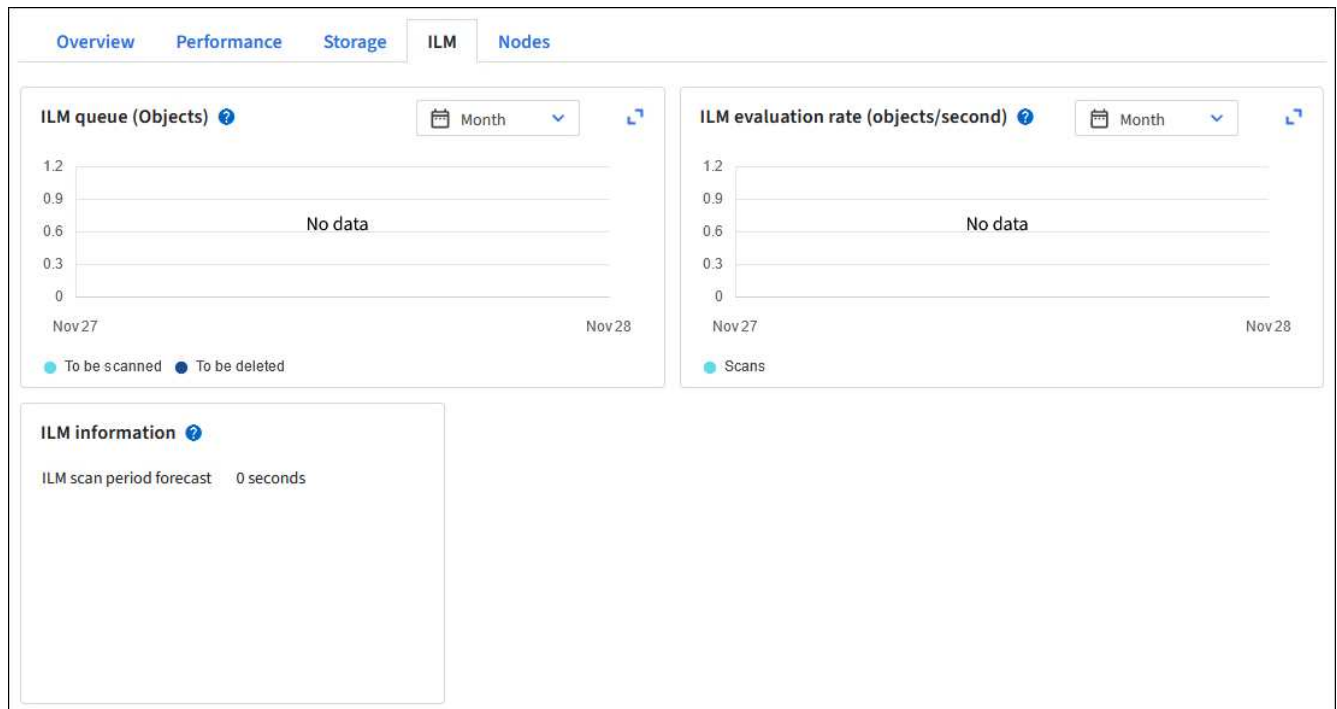 Overview Performance Storage ILM Nodes
ILM queue (Objects) ? Month
1.2
0.9
0.6
0.3
0
No data
Nov 27 Nov 28
To be scanned To be deleted
ILM evaluation rate (objects/second) ? Month
1.2
0.9
0.6
0.3
0
No data
Nov 27 Nov 28
Scans
ILM information ?
ILM scan period forecast 0 seconds